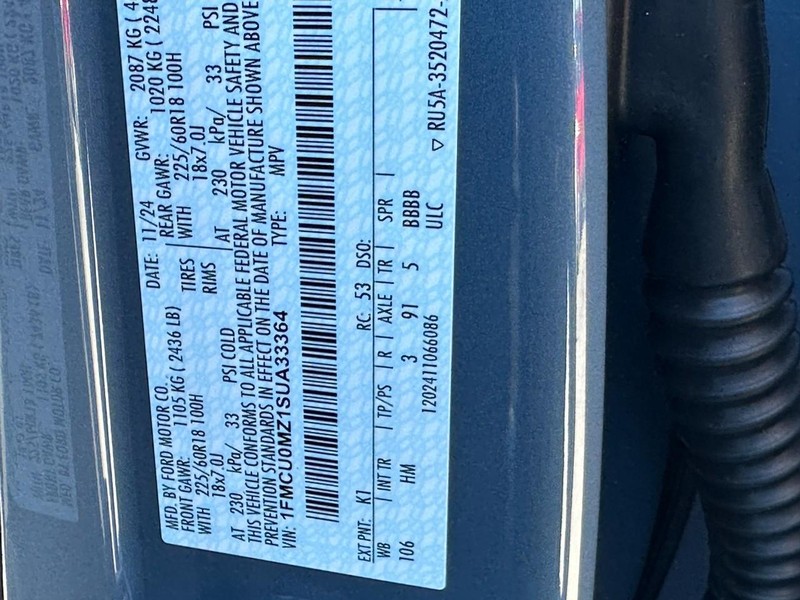 MFD. BY FORD MOTOR CO.
DATE: 11/24 GVWR: 2087 KG (4
FRONT GAWR: 1105 KG (2436 LB) REAR GAWR: 1020 KG (2248
WITH 225/60R18 100H TIRES WITH 225/60R18 100H
18x7.0J RIMS 18x7.0J
AT 230 kPa/ 33 PSI COLD AT 230 kPa/ 33 PSI
THIS VEHICLE CONFORMS TO ALL APPLICABLE FEDERAL MOTOR VEHICLE SAFETY AND
PREVENTION STANDARDS IN EFFECT ON THE DATE OF MANUFACTURE SHOWN ABOVE
VIN: 1FMCU0MZ1SUA33364 TYPE: MPV
EXT PNT: K1 RC: 53 DSO:
WB INT TR TP/PS R AXLE TR SPR
106 HM 3 91 5 BBBB
1202411066086 ULC ▽ RU5A-3520472-